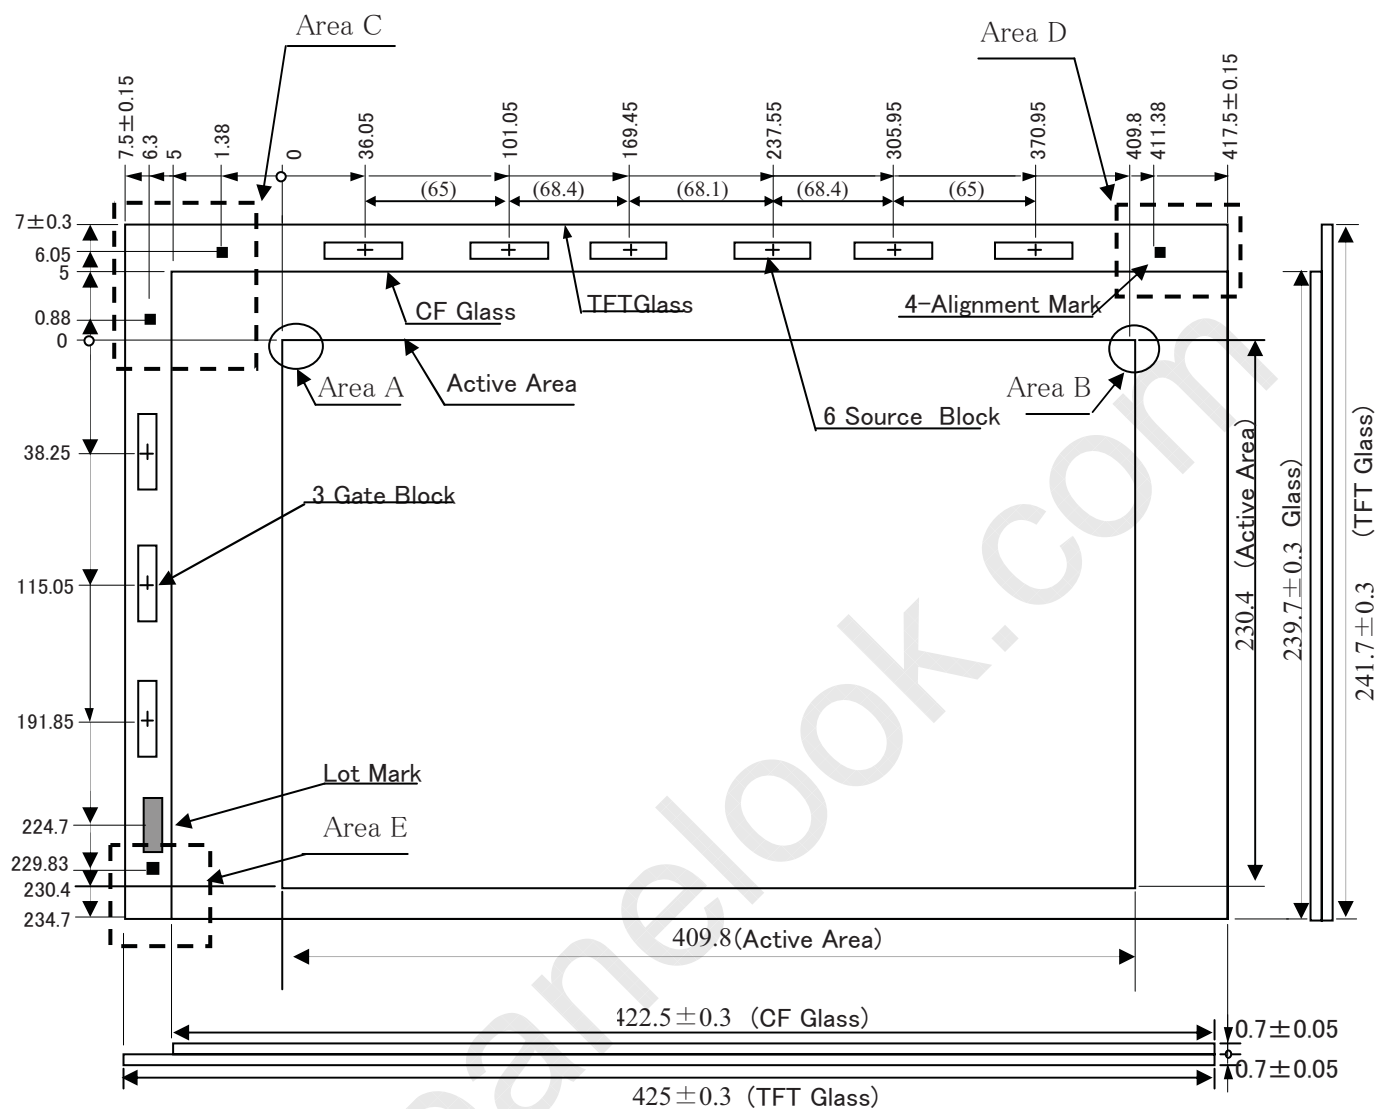 Area C
Area D
7.5±0.15
6.3
5
1.38
0
36.05
101.05
169.45
237.55
305.95
370.95
409.8
411.38
417.5±0.15
(65)
(68.4)
(68.1)
(68.4)
(65)
7±0.3
6.05
5
0.88
0
CF Glass
TFTGlass
4-Alignment Mark
Area A
Active Area
Area B
6 Source Block
38.25
3 Gate Block
115.05
191.85
Lot Mark
224.7
Area E
229.83
230.4
234.7
230.4 (Active Area)
239.7±0.3 Glass)
241.7±0.3 (TFT Glass)
409.8(Active Area)
422.5±0.3 (CF Glass)
0.7±0.05
0.7±0.05
425±0.3 (TFT Glass)
panelook.com